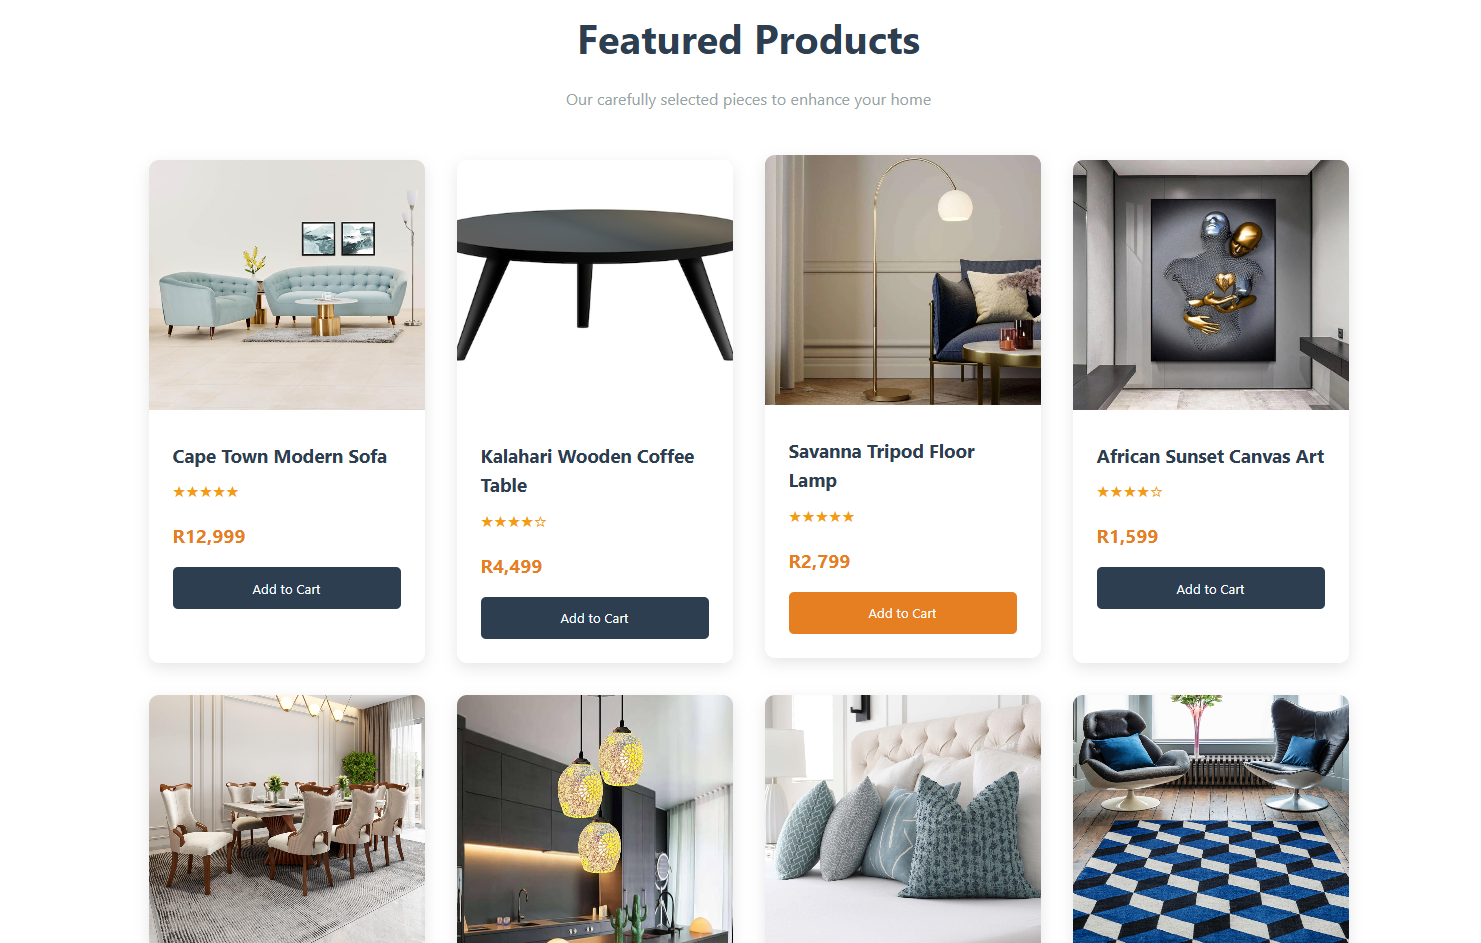 Featured Products
Our carefully selected pieces to enhance your home
Cape Town Modern Sofa
★★★★★
R12,999
Add to Cart
Kalahari Wooden Coffee
Table
★★★★☆
R4,499
Add to Cart
Savanna Tripod Floor
Lamp
★★★★★
R2,799
Add to Cart
African Sunset Canvas Art
★★★★☆
R1,599
Add to Cart